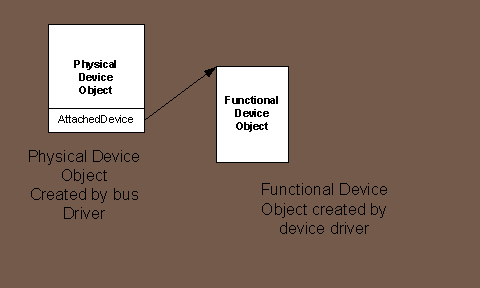 Physical
Device
Object
AttachedDevice
Functional
Device
Object
Physical Device
Object
Created by bus
Driver
Functional Device
Object created by
device driver